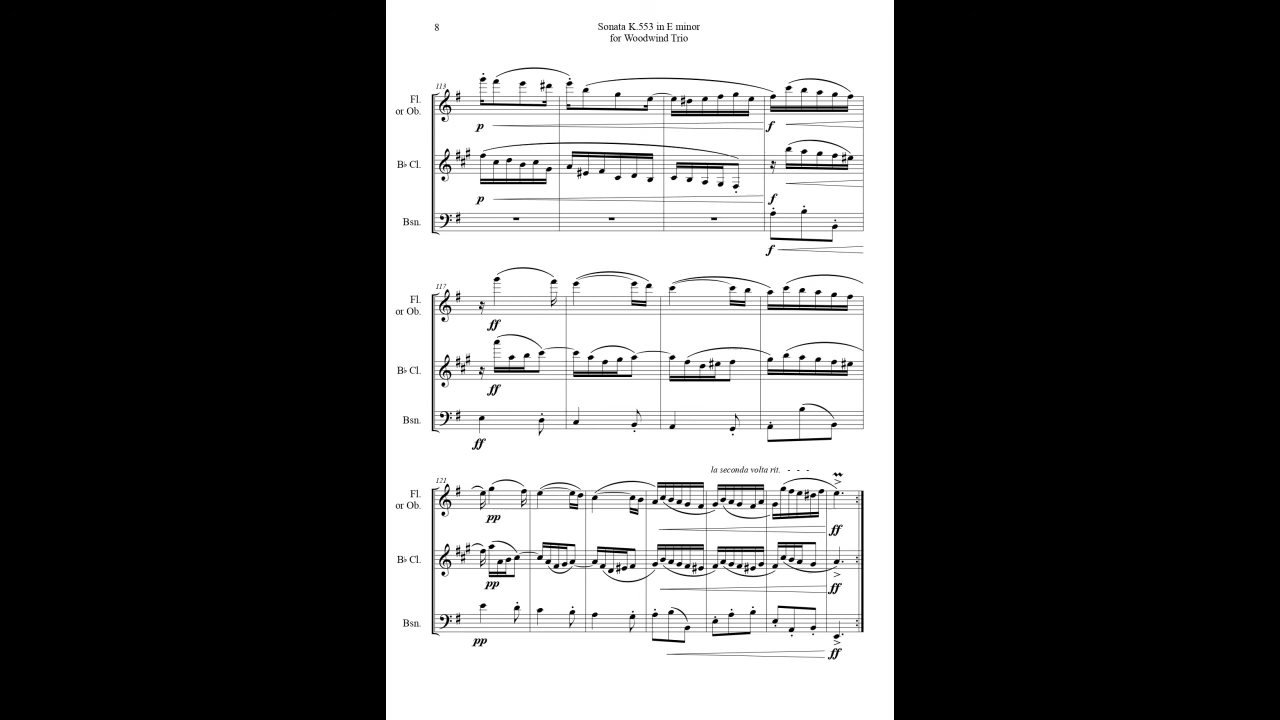 8
Sonata K.553 in E minor
for Woodwind Trio
113
Fl.
or Ob.
p
f
B♭ Cl.
p
f
Bsn.
f
117
Fl.
or Ob.
ff
B♭ Cl.
ff
Bsn.
ff
la seconda volta rit. - - -
121
Fl.
or Ob.
pp
ff
B♭ Cl.
pp
ff
Bsn.
pp
ff